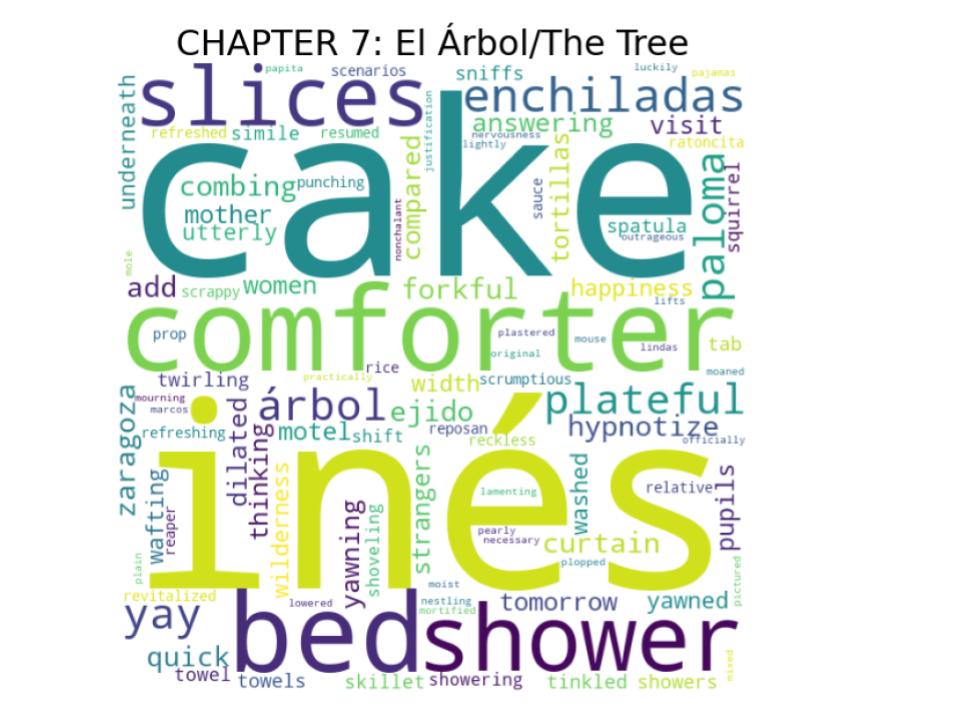 CHAPTER 7: El Árbol/The Tree
papita
scenarios
sniffs
luckily
pajamas
slices
enchiladas
underneath
justification
refreshed
simile
resumed
answering
nervousness
lightly
visit
ratoncita
cake
combing
punching
mother
utterly
nonchalant
compared
sauce
tortillas
spatula
outrageous
paloma
squirrel
mole
add
scrappy
women
forkful
happiness
lifts
comforter
prop
plastered
original
mouse
lindas
tab
rice
moaned
twirling
practically
width
scrumptious
mourning
marcos
árbol
ejido
plateful
zaragoza
refreshing
dilated
thinking
motel
shift
reposan
reckless
hypnotize
officially
inés
wafting
reaper
wilderness
yawning
shoveling
strangers
lamenting
washed
relative
pupils
pearly
necessary
curtain
plopped
plain
pictured
moist
revitalized
lowered
nestling
mortified
tomorrow
yawned
yay
bed
shower
quick
towel
towels
skillet
showering
tinkled
showers
mixed